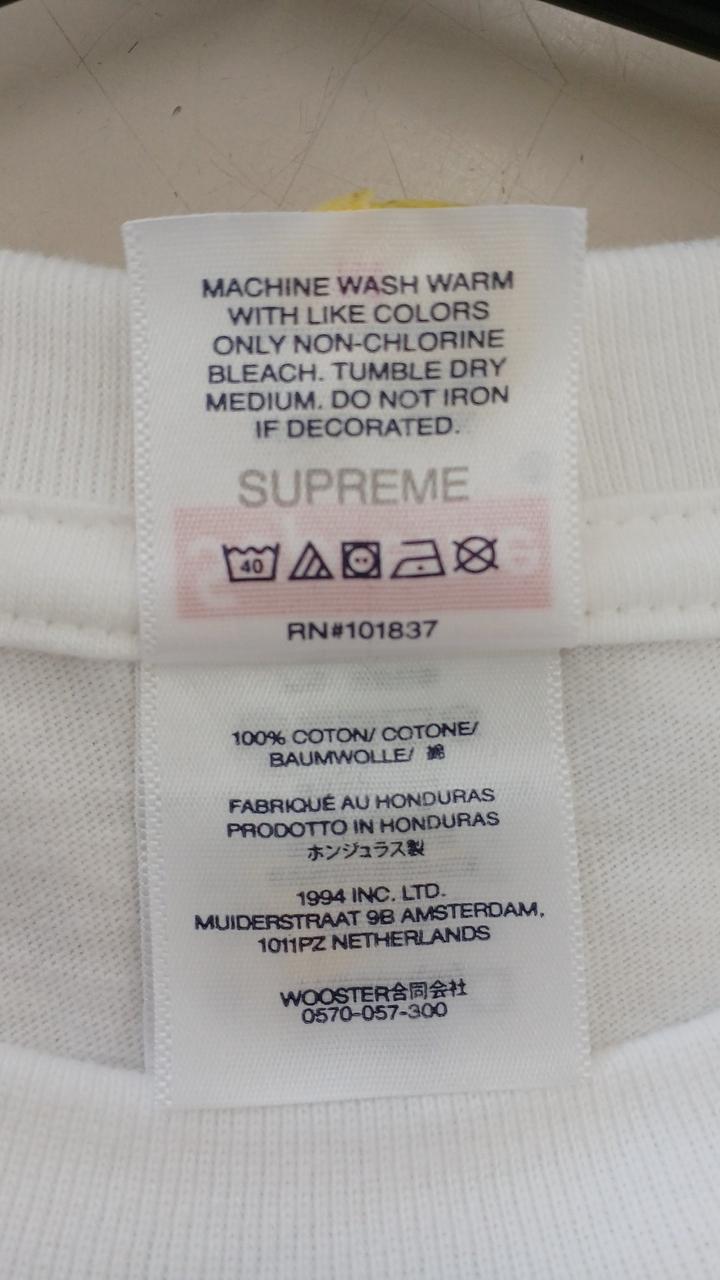 MACHINE WASH WARM
WITH LIKE COLORS
ONLY NON-CHLORINE
BLEACH. TUMBLE DRY
MEDIUM. DO NOT IRON
IF DECORATED.
SUPREME
40
RN#101837
100% COTON/ COTONE/
BAUMWOLLE/ 綿
FABRIQUÉ AU HONDURAS
PRODOTTO IN HONDURAS
ホンジュラス製
1994 INC. LTD.
MUIDERSTRAAT 9B AMSTERDAM,
1011PZ NETHERLANDS
WOOSTER合同会社
0570-057-300